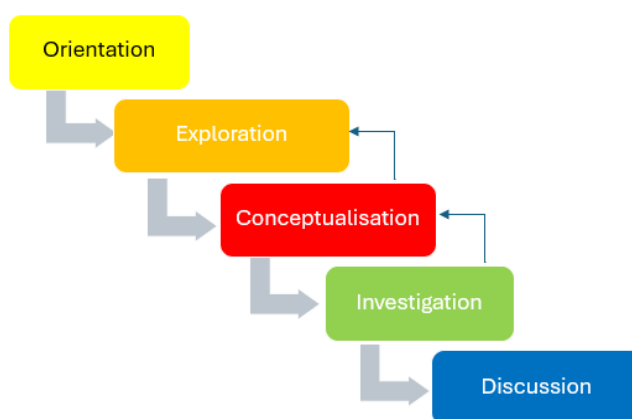 Orientation
Exploration
Conceptualisation
Investigation
Discussion